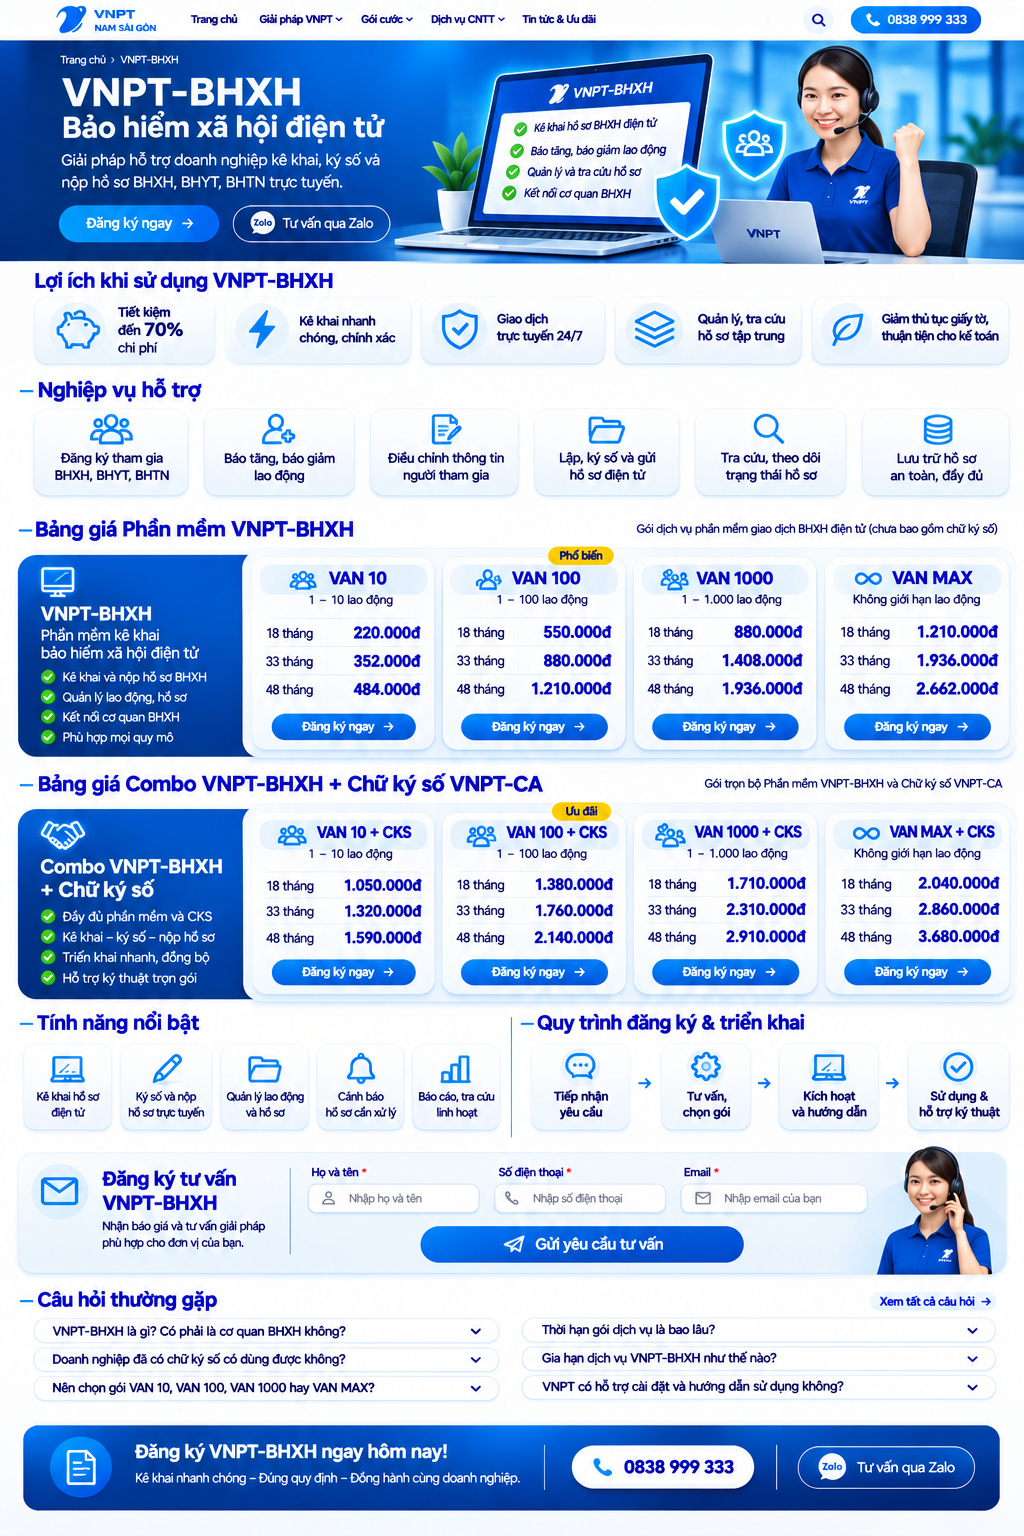 VNPT
NAM SÀI GÒN
Trang chủ
Giải pháp VNPT
Gói cước
Dịch vụ CNTT
Tin tức & Ưu đãi
0838 999 333
Trang chủ › VNPT-BHXH
VNPT-BHXH
Bảo hiểm xã hội điện tử
Giải pháp hỗ trợ doanh nghiệp kê khai, ký số và
nộp hồ sơ BHXH, BHYT, BHTN trực tuyến.
Đăng ký ngay →
Zalo Tư vấn qua Zalo
VNPT-BHXH
Kê khai hồ sơ BHXH điện tử
Báo tăng, báo giảm lao động
Quản lý và tra cứu hồ sơ
Kết nối cơ quan BHXH
VNPT
VNPT
Lợi ích khi sử dụng VNPT-BHXH
Tiết kiệm
đến 70%
chi phí
Kê khai nhanh
chóng, chính xác
Giao dịch
trực tuyến 24/7
Quản lý, tra cứu
hồ sơ tập trung
Giảm thủ tục giấy tờ,
thuận tiện cho kế toán
Nghiệp vụ hỗ trợ
Đăng ký tham gia
BHXH, BHYT, BHTN
Báo tăng, báo giảm
lao động
Điều chỉnh thông tin
người tham gia
Lập, ký số và gửi
hồ sơ điện tử
Tra cứu, theo dõi
trạng thái hồ sơ
Lưu trữ hồ sơ
an toàn, đầy đủ
Bảng giá Phần mềm VNPT-BHXH
Gói dịch vụ phần mềm giao dịch BHXH điện tử (chưa bao gồm chữ ký số)
VNPT-BHXH
Phần mềm kê khai
bảo hiểm xã hội điện tử
Kê khai và nộp hồ sơ BHXH
Quản lý lao động, hồ sơ
Kết nối cơ quan BHXH
Phù hợp mọi quy mô
VAN 10
1 – 10 lao động
18 tháng 220.000đ
33 tháng 352.000đ
48 tháng 484.000đ
Đăng ký ngay →
Phổ biến
VAN 100
1 – 100 lao động
18 tháng 550.000đ
33 tháng 880.000đ
48 tháng 1.210.000đ
Đăng ký ngay →
VAN 1000
1 – 1.000 lao động
18 tháng 880.000đ
33 tháng 1.408.000đ
48 tháng 1.936.000đ
Đăng ký ngay →
VAN MAX
Không giới hạn lao động
18 tháng 1.210.000đ
33 tháng 1.936.000đ
48 tháng 2.662.000đ
Đăng ký ngay →
Bảng giá Combo VNPT-BHXH + Chữ ký số VNPT-CA
Gói trọn bộ Phần mềm VNPT-BHXH và Chữ ký số VNPT-CA
Combo VNPT-BHXH
+ Chữ ký số
Đầy đủ phần mềm và CKS
Kê khai – ký số – nộp hồ sơ
Triển khai nhanh, đồng bộ
Hỗ trợ kỹ thuật trọn gói
VAN 10 + CKS
1 – 10 lao động
18 tháng 1.050.000đ
33 tháng 1.320.000đ
48 tháng 1.590.000đ
Đăng ký ngay →
Ưu đãi
VAN 100 + CKS
1 – 100 lao động
18 tháng 1.380.000đ
33 tháng 1.760.000đ
48 tháng 2.140.000đ
Đăng ký ngay →
VAN 1000 + CKS
1 – 1.000 lao động
18 tháng 1.710.000đ
33 tháng 2.310.000đ
48 tháng 2.910.000đ
Đăng ký ngay →
VAN MAX + CKS
Không giới hạn lao động
18 tháng 2.040.000đ
33 tháng 2.860.000đ
48 tháng 3.680.000đ
Đăng ký ngay →
Tính năng nổi bật
Kê khai hồ sơ
điện tử
Ký số và nộp
hồ sơ trực tuyến
Quản lý lao động
và hồ sơ
Cảnh báo
hồ sơ cần xử lý
Báo cáo, tra cứu
linh hoạt
Quy trình đăng ký & triển khai
Tiếp nhận
yêu cầu
Tư vấn,
chọn gói
Kích hoạt
và hướng dẫn
Sử dụng &
hỗ trợ kỹ thuật
Đăng ký tư vấn
VNPT-BHXH
Nhận báo giá và tư vấn giải pháp
phù hợp cho đơn vị của bạn.
Họ và tên *
Nhập họ và tên
Số điện thoại *
Nhập số điện thoại
Email *
Nhập email của bạn
Gửi yêu cầu tư vấn
Câu hỏi thường gặp
Xem tất cả câu hỏi →
VNPT-BHXH là gì? Có phải là cơ quan BHXH không?
Doanh nghiệp đã có chữ ký số có dùng được không?
Nên chọn gói VAN 10, VAN 100, VAN 1000 hay VAN MAX?
Thời hạn gói dịch vụ là bao lâu?
Gia hạn dịch vụ VNPT-BHXH như thế nào?
VNPT có hỗ trợ cài đặt và hướng dẫn sử dụng không?
Đăng ký VNPT-BHXH ngay hôm nay!
Kê khai nhanh chóng – Đúng quy định – Đồng hành cùng doanh nghiệp.
0838 999 333
Zalo Tư vấn qua Zalo